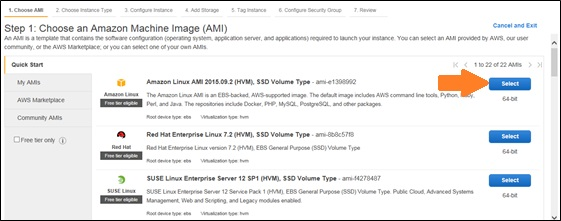 1. Choose AMI 2. Choose Instance Type 3. Configure Instance 4. Add Storage 5. Tag Instance 6. Configure Security Group 7. Review
Step 1: Choose an Amazon Machine Image (AMI)
Cancel and Exit
An AMI is a template that contains the software configuration (operating system, application server, and applications) required to launch your instance. You can select an AMI provided by AWS, our
user community, or the AWS Marketplace; or you can select one of your own AMIs.
Quick Start
1 to 22 of 22 AMIs
My AMIs
AWS Marketplace
Community AMIs
Free tier only
Amazon Linux
Free tier eligible
Amazon Linux AMI 2015.09.2 (HVM), SSD Volume Type - ami-e1398992
The Amazon Linux AMI is an EBS-backed, AWS-supported image. The default image includes AWS command line tools, Python,
Perl, and Java. The repositories include Docker, PHP, MySQL, PostgreSQL, and other packages.
Root device type: ebs Virtualization type: hvm
Select
64-bit
Red Hat
Free tier eligible
Red Hat Enterprise Linux 7.2 (HVM), SSD Volume Type - ami-8b8c57f8
Red Hat Enterprise Linux version 7.2 (HVM), EBS General Purpose (SSD) Volume Type
Root device type: ebs Virtualization type: hvm
Select
64-bit
SUSE Linux
Free tier eligible
SUSE Linux Enterprise Server 12 SP1 (HVM), SSD Volume Type - ami-f4278487
SUSE Linux Enterprise Server 12 Service Pack 1 (HVM), EBS General Purpose (SSD) Volume Type. Public Cloud, Advanced Systems
Management, Web and Scripting, and Legacy modules enabled.
Root device type: ebs Virtualization type: hvm
Select
64-bit